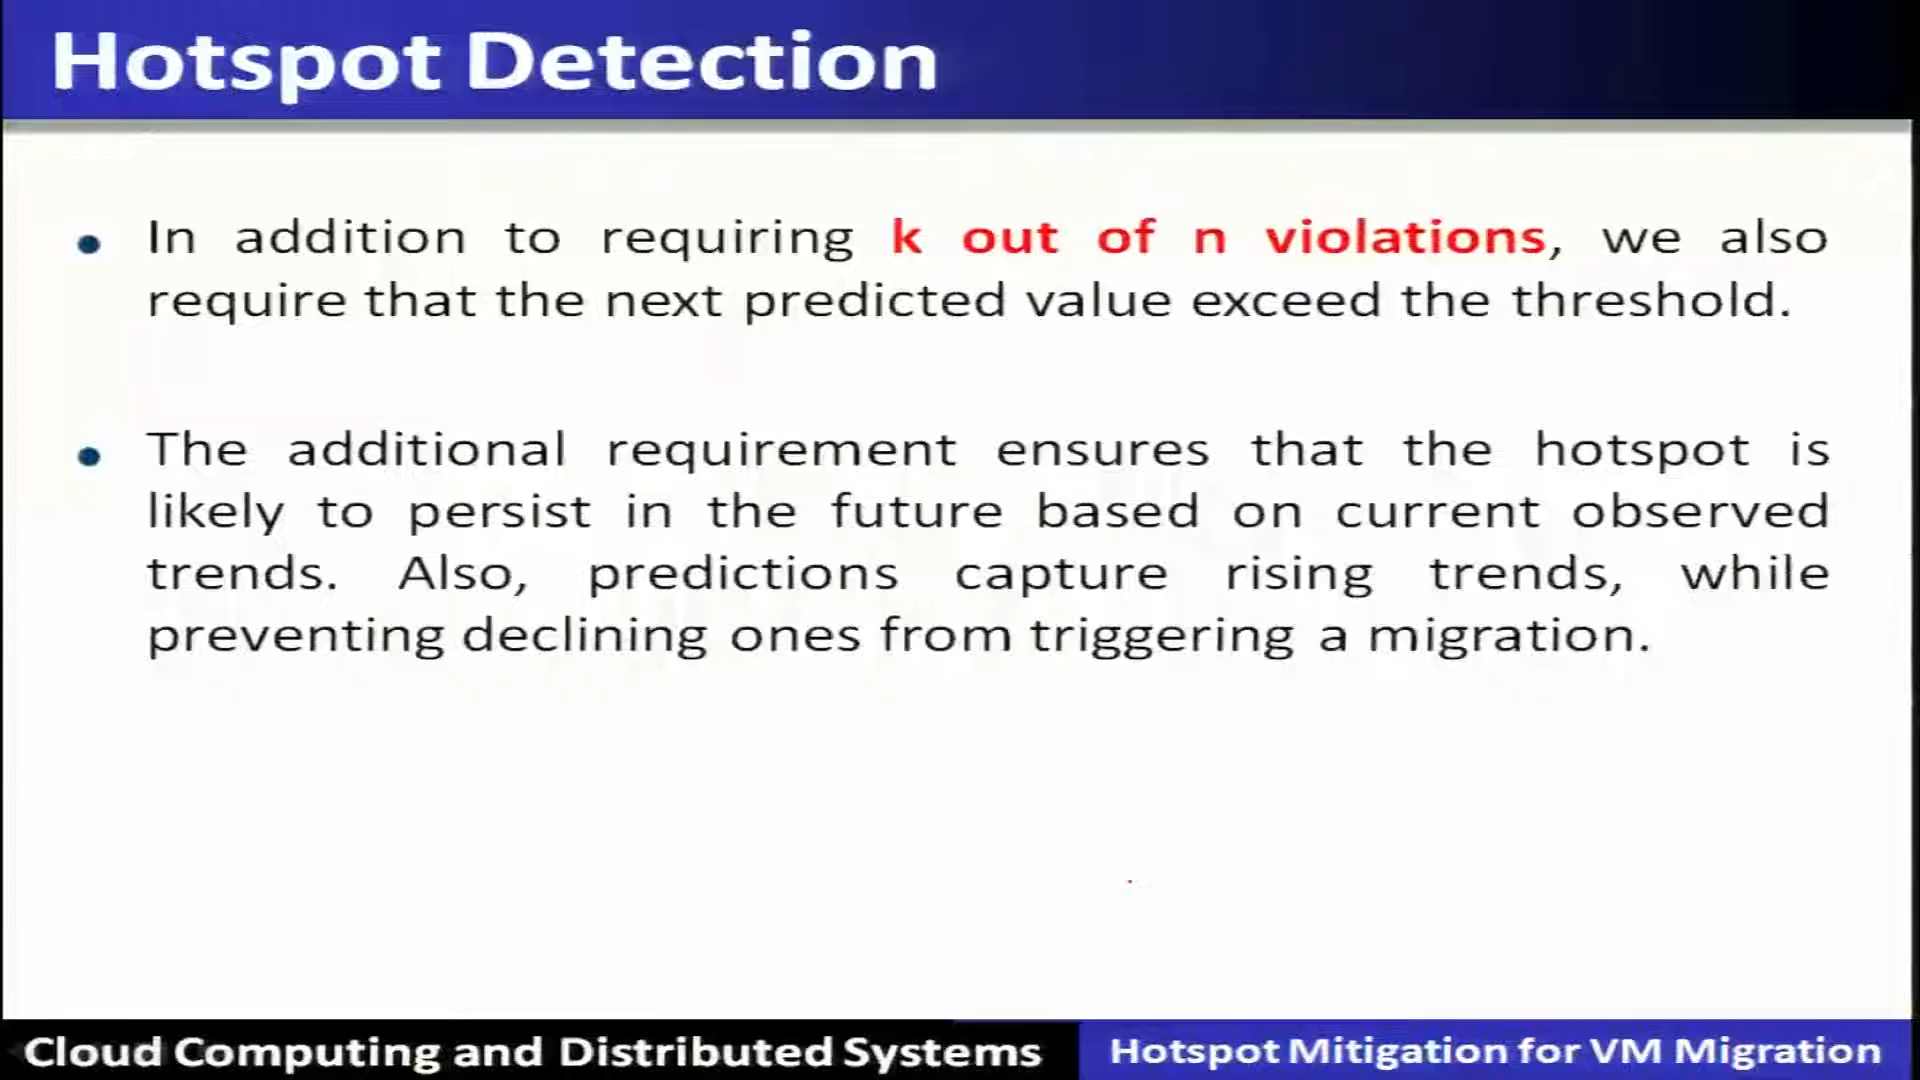 Hotspot Detection
• In addition to requiring k out of n violations, we also
require that the next predicted value exceed the threshold.
• The additional requirement ensures that the hotspot is
likely to persist in the future based on current observed
trends. Also, predictions capture rising trends, while
preventing declining ones from triggering a migration.
Cloud Computing and Distributed Systems
Hotspot Mitigation for VM Migration